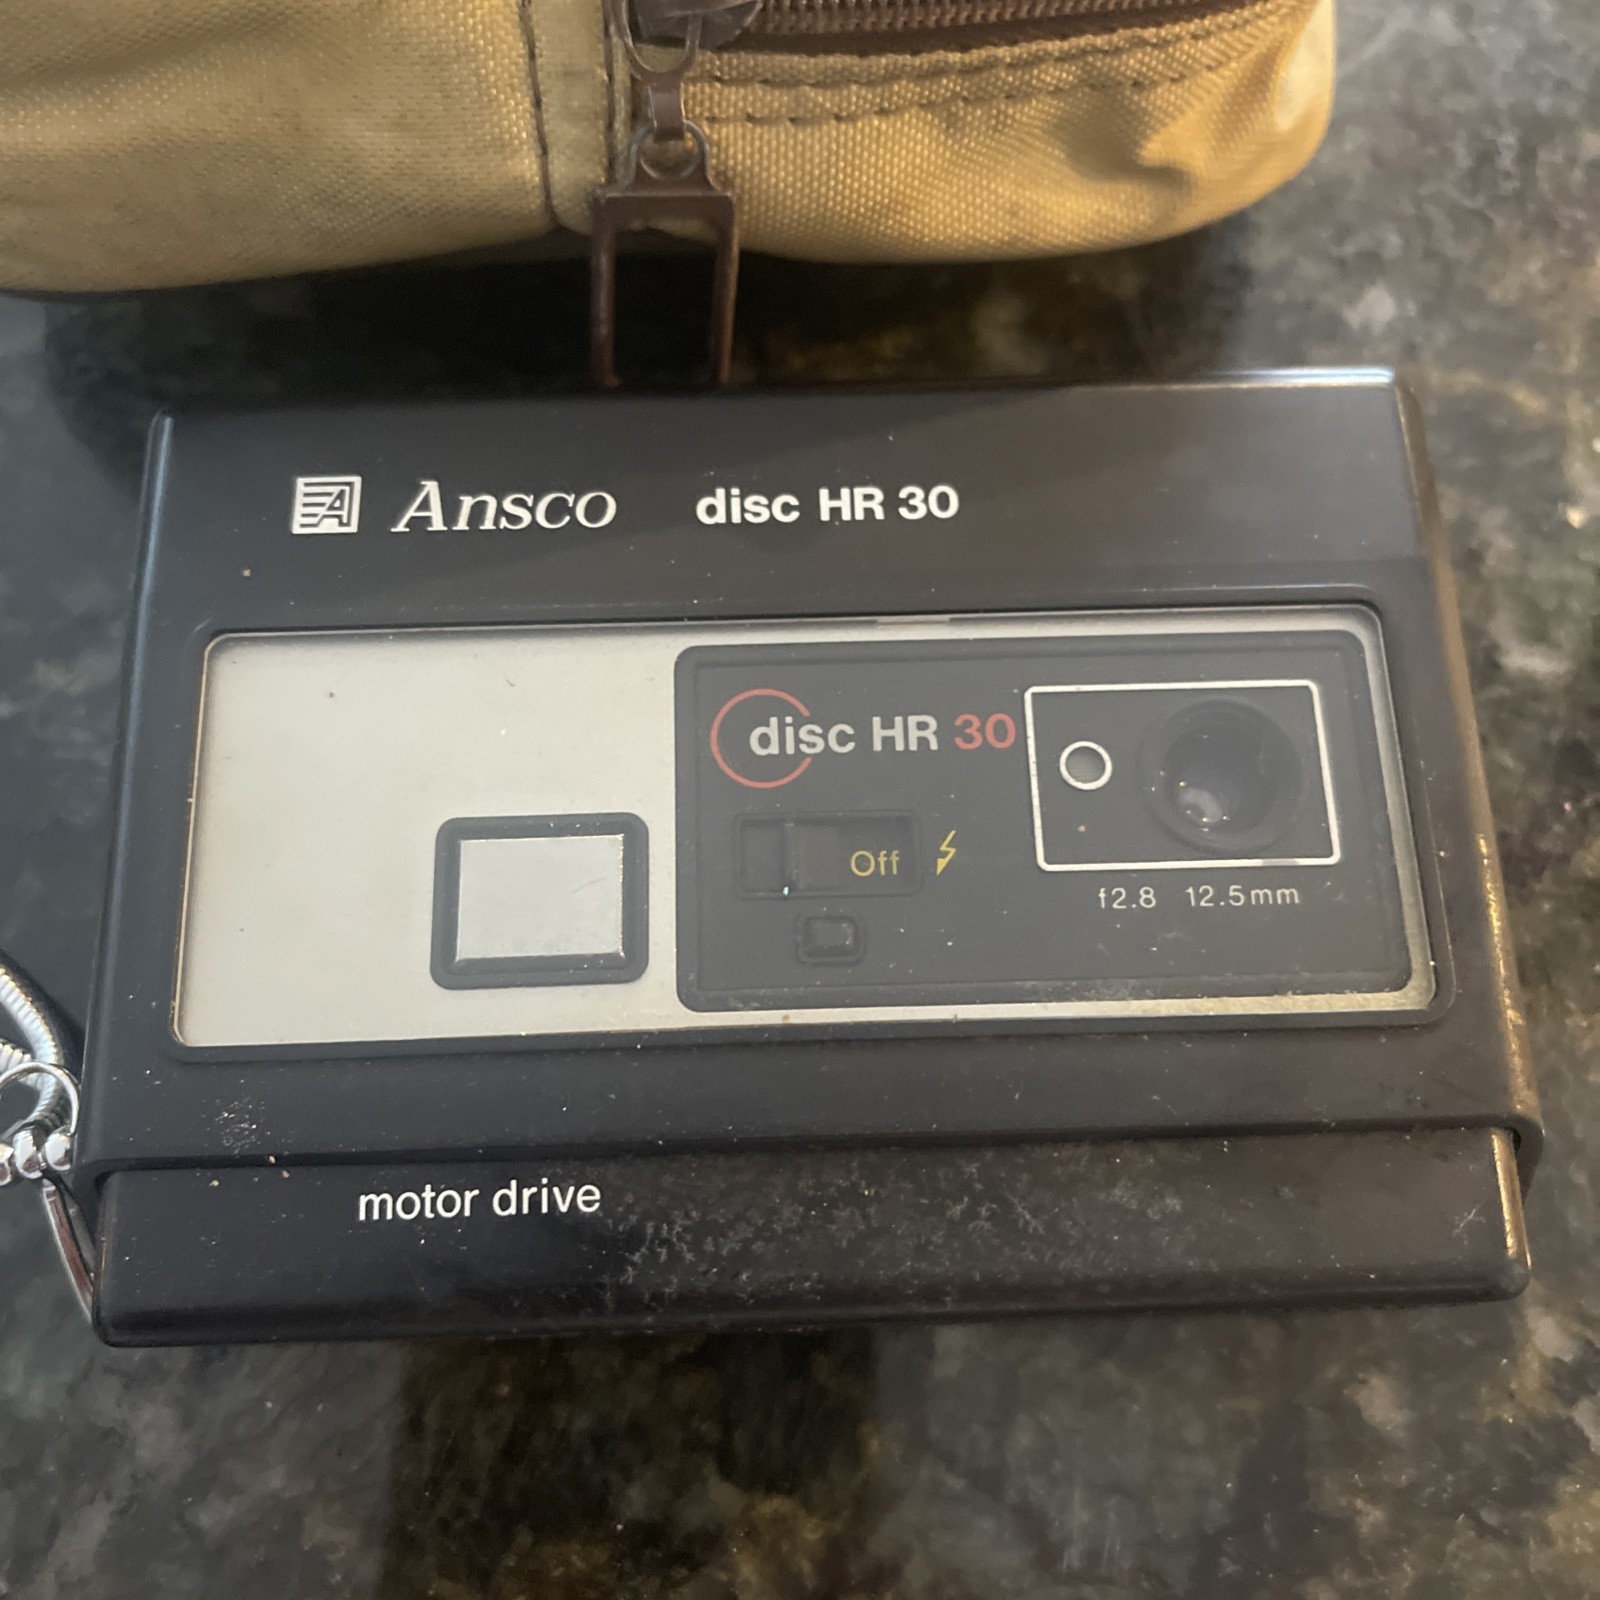 A Ansco disc HR 30
disc HR 30
Off
f2.8 12.5mm
motor drive